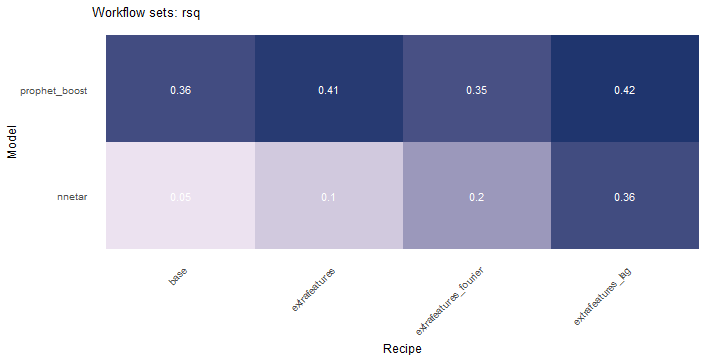 Workflow sets: rsq
prophet_boost
0.36 0.41 0.35 0.42
Model
nnetar
0.05 0.1 0.2 0.36
base
extrafeatures
extrafeatures_fourier
extrafeatures_lag
Recipe